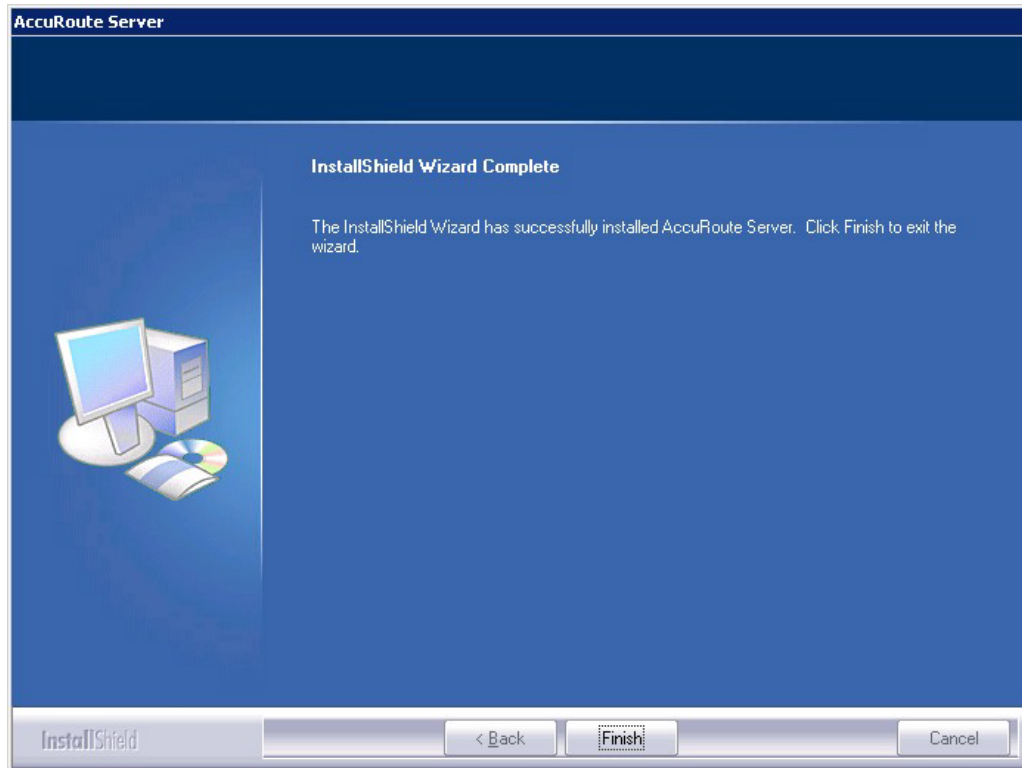 AccuRoute Server
InstallShield Wizard Complete
The InstallShield Wizard has successfully installed AccuRoute Server. Click Finish to exit the
wizard.
InstallShield
< Back
Finish
Cancel